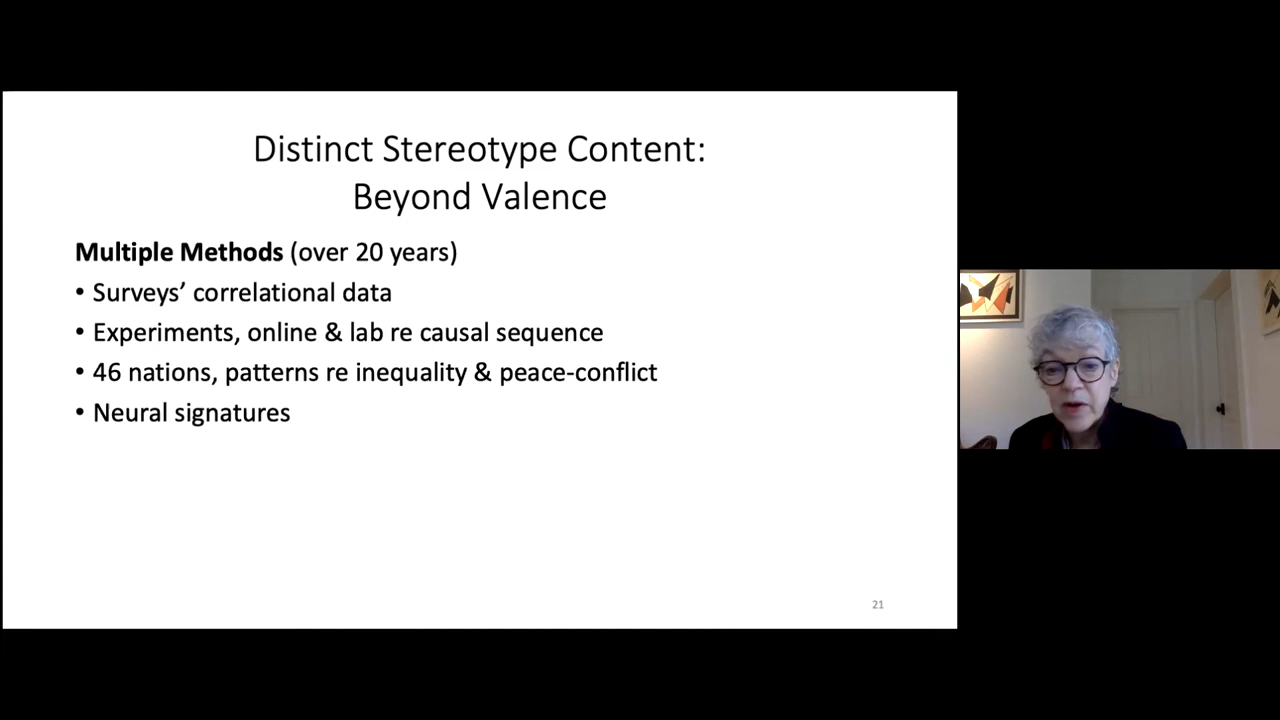 Distinct Stereotype Content:
Beyond Valence
Multiple Methods (over 20 years)
• Surveys’ correlational data
• Experiments, online & lab re causal sequence
• 46 nations, patterns re inequality & peace-conflict
• Neural signatures
21